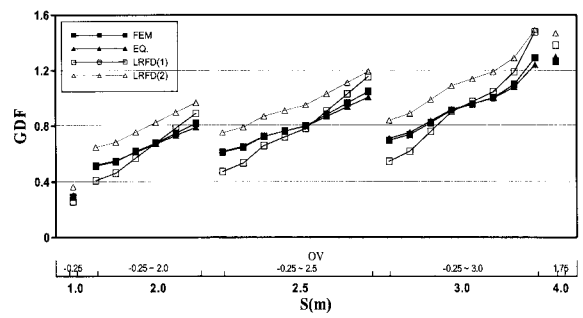 1.6
1.2
0.8
0.4
0
GDF
FEM
EQ.
LRFD(1)
LRFD(2)
OV
-0.25 -0.25 ~ 2.0 -0.25 ~ 2.5 -0.25 ~ 3.0 1.75
1.0 2.0 2.5 3.0 4.0
S(m)